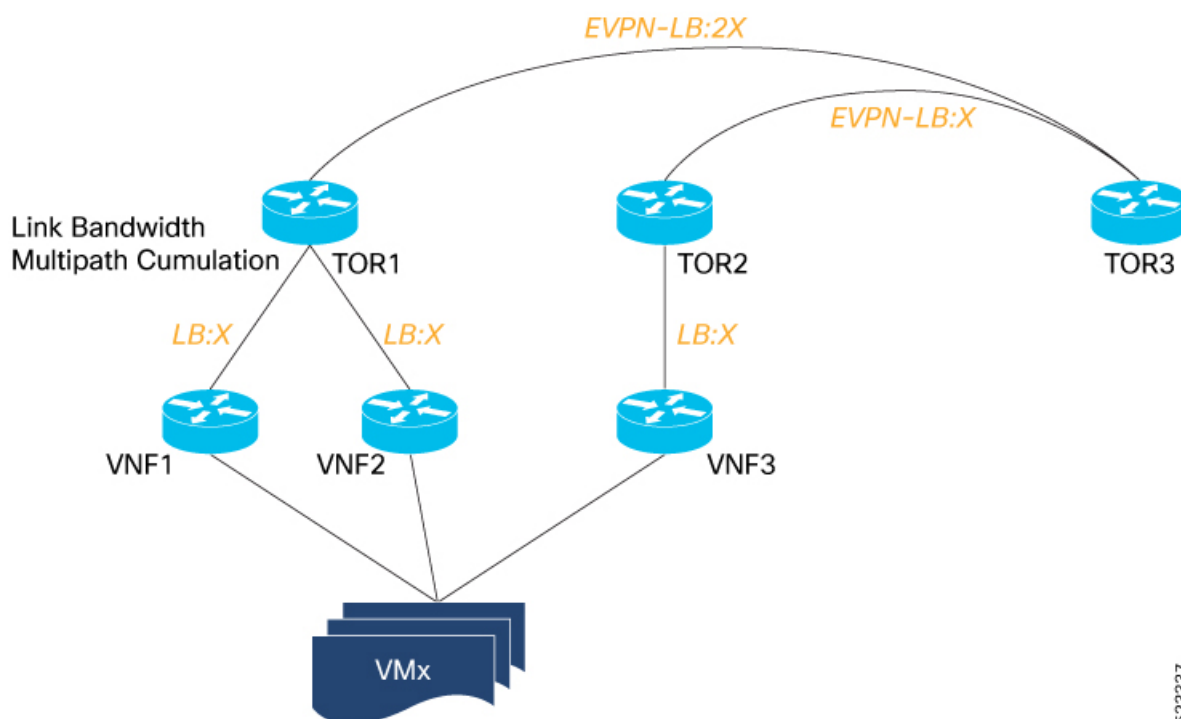 EVPN-LB:2X
EVPN-LB:X
Link Bandwidth
Multipath Cumulation
TOR1
TOR2
TOR3
LB:X
LB:X
LB:X
VNF1
VNF2
VNF3
VMx